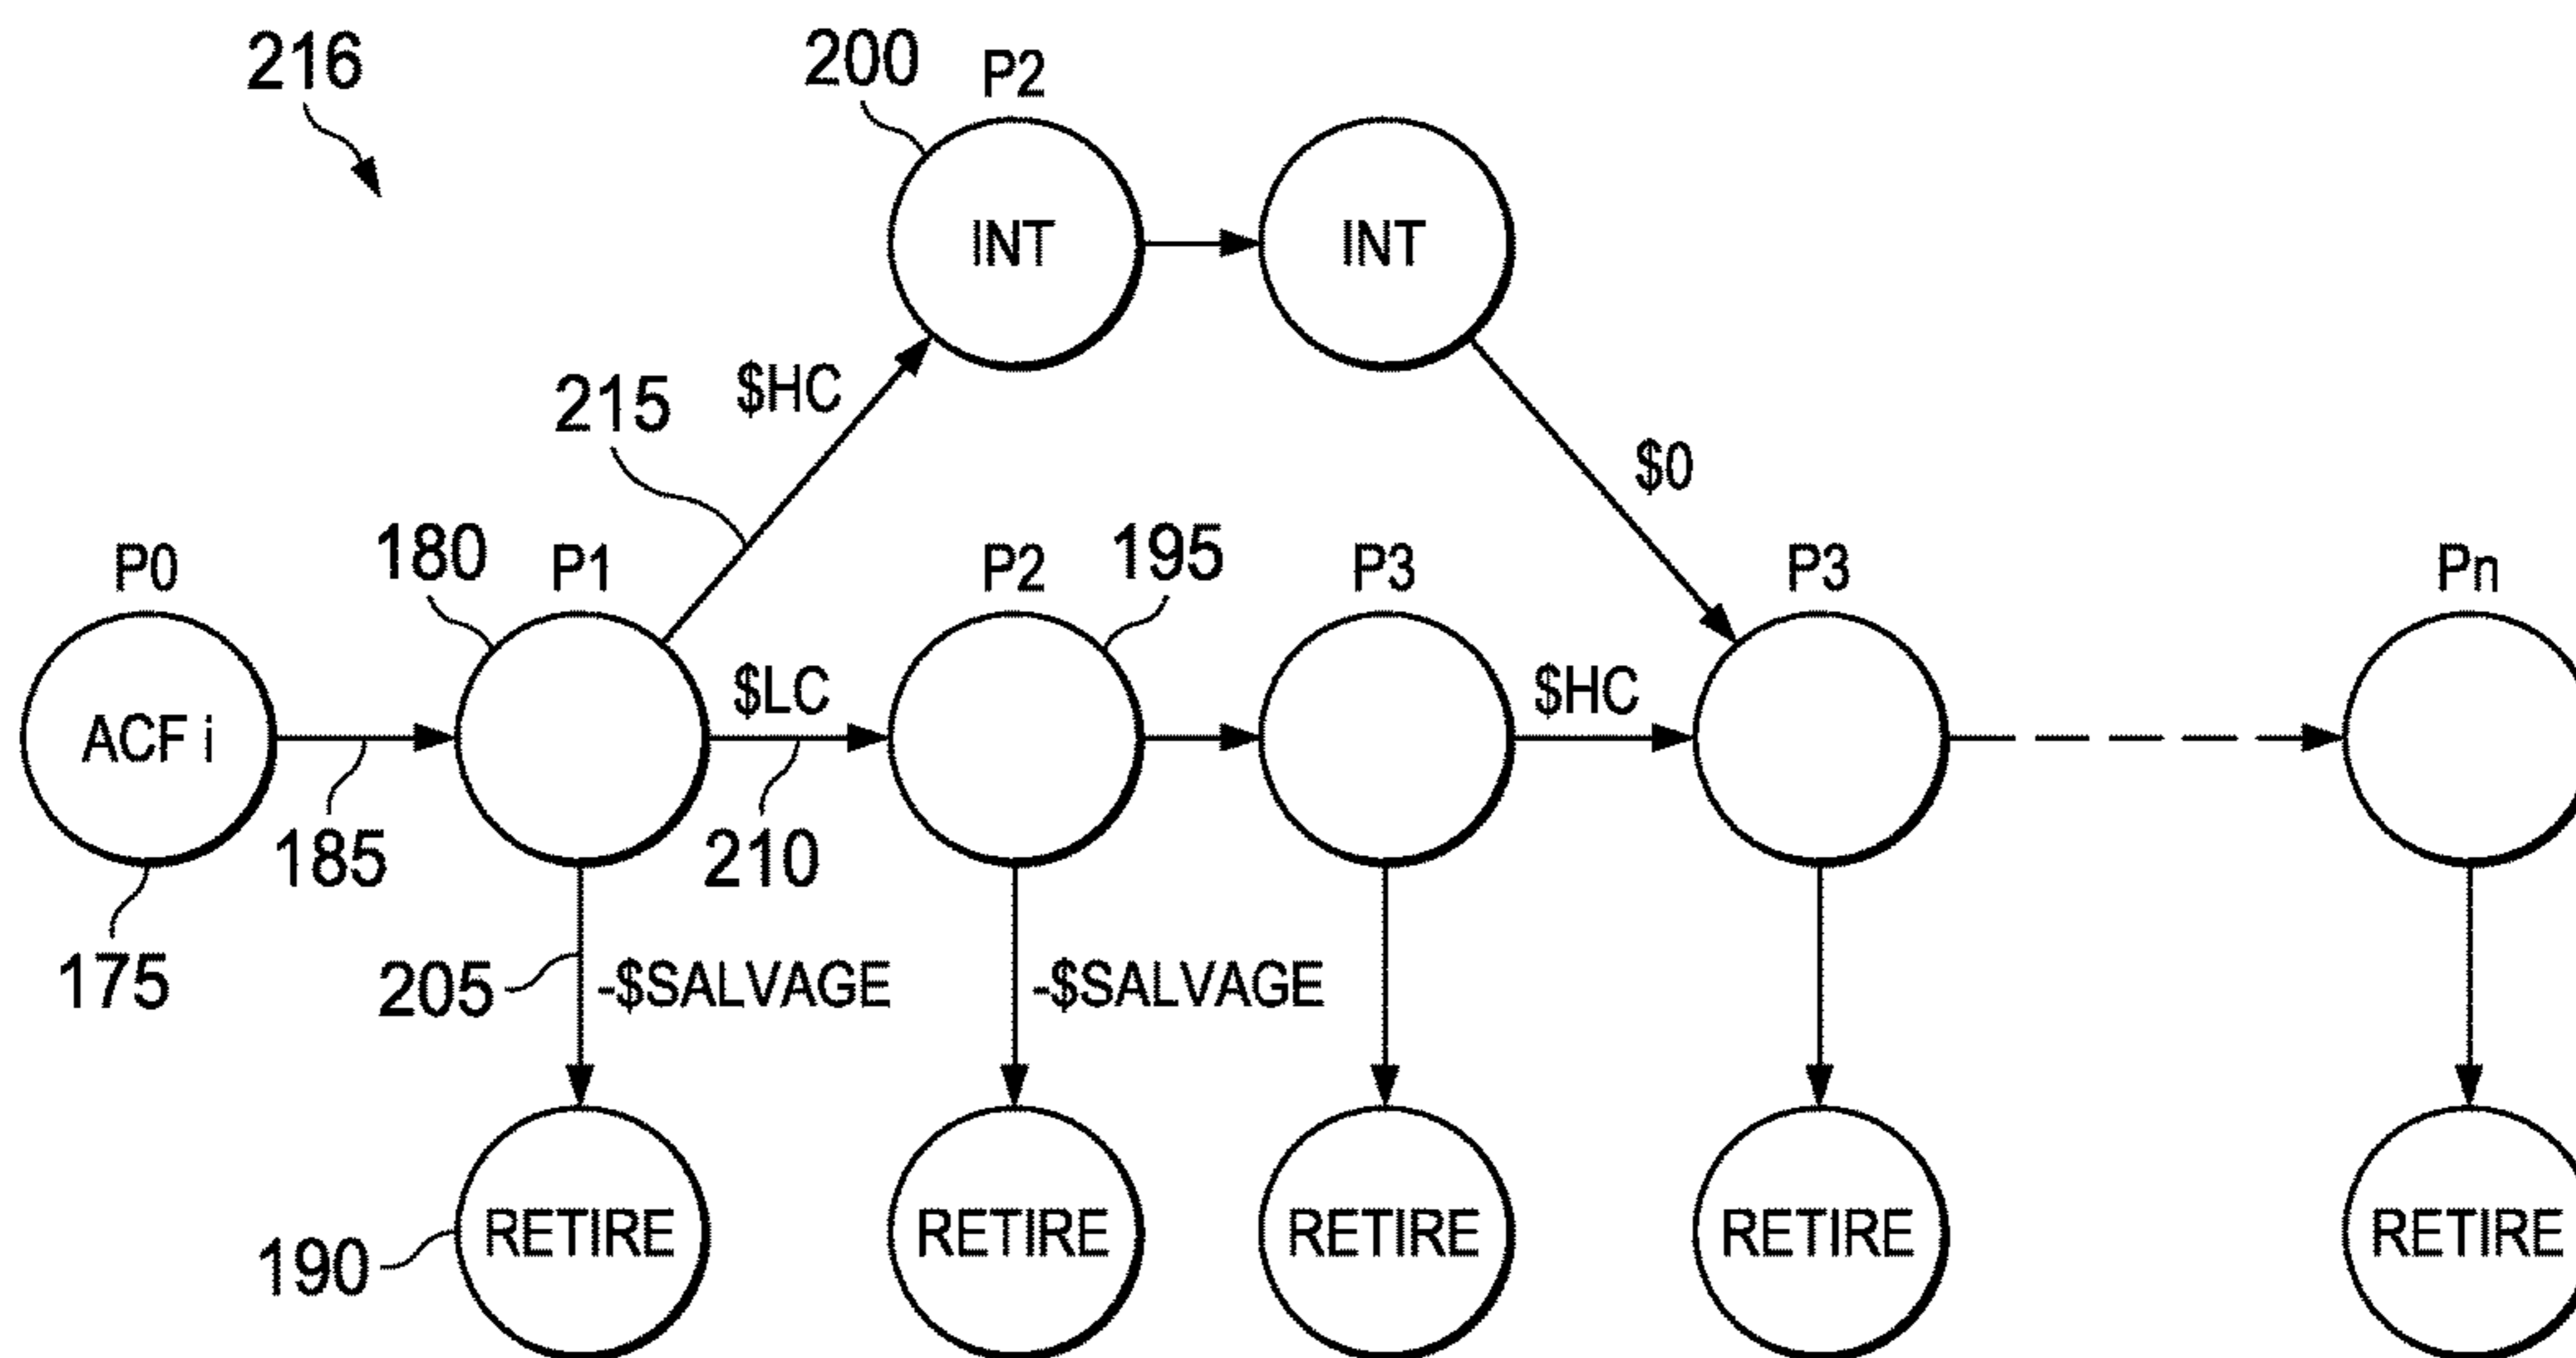 216
200
P2
INT
INT
215
$HC
$0
P0
180
P1
P2
195
P3
P3
Pn
ACF i
$LC
$HC
185
210
175
205
-$SALVAGE
-$SALVAGE
190
RETIRE
RETIRE
RETIRE
RETIRE
RETIRE